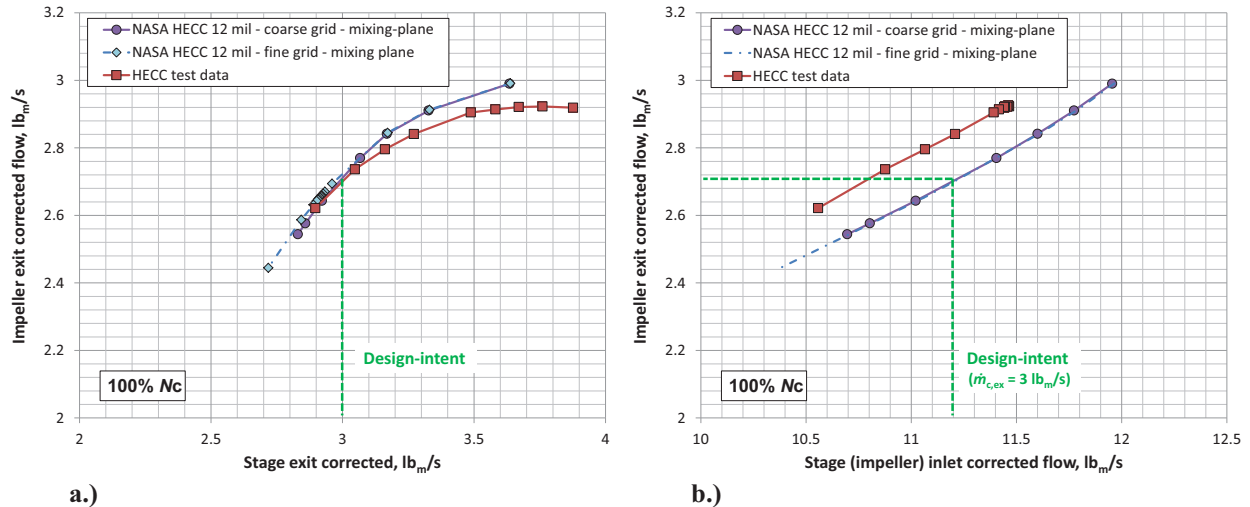 NASA HECC 12 mil - coarse grid - mixing-plane
NASA HECC 12 mil - fine grid - mixing plane
HECC test data
Impeller exit corrected flow, lbm/s
3.2
3
2.8
2.6
2.4
2.2
2
Design-intent
100% Nc
2
2.5
3
3.5
4
Stage exit corrected, lbm/s
a.)
NASA HECC 12 mil - coarse grid - mixing-plane
NASA HECC 12 mil - fine grid - mixing-plane
HECC test data
Impeller exit corrected flow, lbm/s
3.2
3
2.8
2.6
2.4
2.2
2
Design-intent
(ṁc,ex = 3 lbm/s)
100% Nc
10
10.5
11
11.5
12
12.5
Stage (impeller) inlet corrected flow, lbm/s
b.)